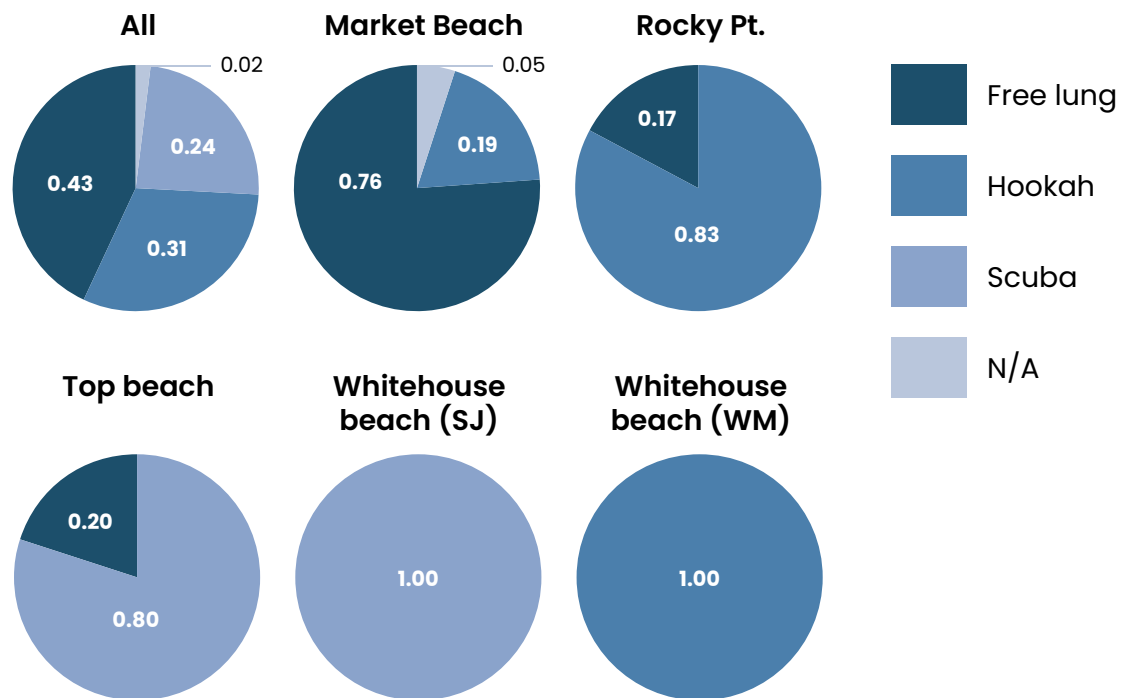 All
0.02
0.24
0.43
0.31
Market Beach
0.05
0.19
0.76
Rocky Pt.
0.17
0.83
Free lung
Hookah
Scuba
N/A
Top beach
0.20
0.80
Whitehouse
beach (SJ)
1.00
Whitehouse
beach (WM)
1.00